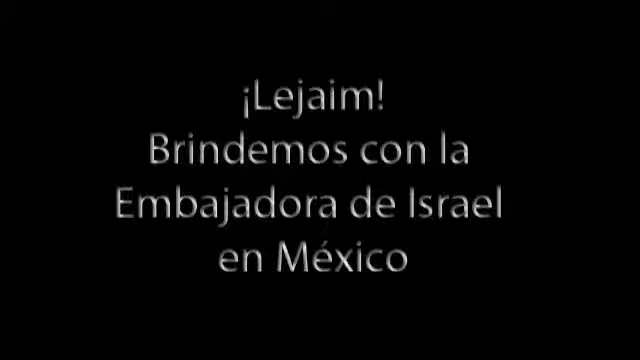 ¡Lejaim!
Brindemos con la
Embajadora de Israel
en México